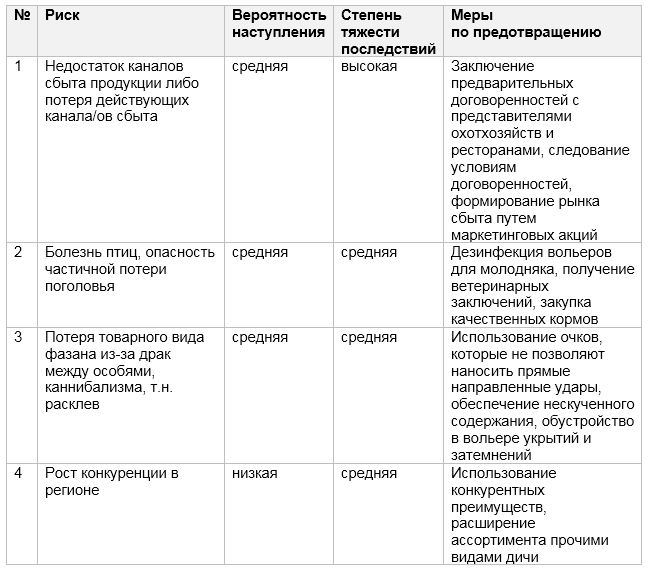 № Риск Вероятность наступления Степень тяжести последствий Меры по предотвращению
1 Недостаток каналов сбыта продукции либо потеря действующих канала/ов сбыта средняя высокая Заключение предварительных договоренностей с представителями охотхозяйств и ресторанами, следование условиям договоренностей, формирование рынка сбыта путем маркетинговых акций
2 Болезнь птиц, опасность частичной потери поголовья средняя средняя Дезинфекция вольеров для молодняка, получение ветеринарных заключений, закупка качественных кормов
3 Потеря товарного вида фазана из-за драк между особями, каннибализма, т.н. расклев средняя средняя Использование очков, которые не позволяют наносить прямые направленные удары, обеспечение нескученного содержания, обустройство в вольере укрытий и затемнений
4 Рост конкуренции в регионе низкая средняя Использование конкурентных преимуществ, расширение ассортимента прочими видами дичи